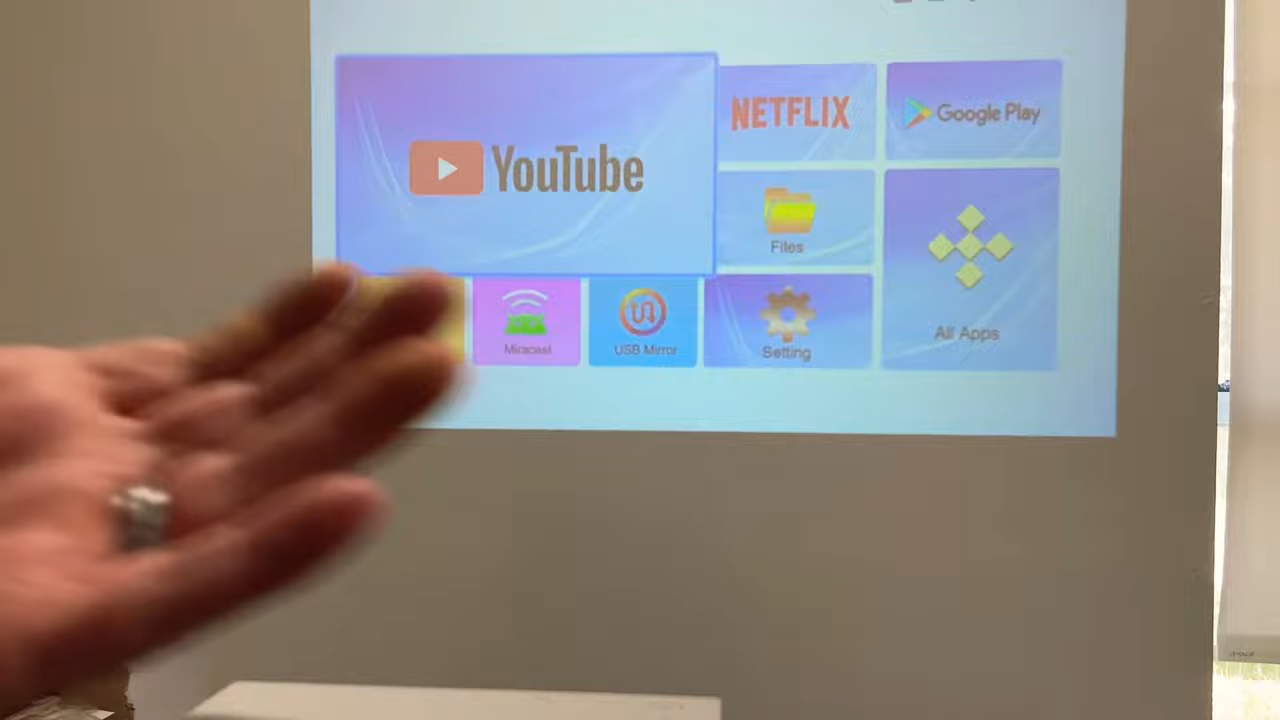 YouTube
NETFLIX
Google Play
Files
All Apps
Miracast
USB Mirror
Setting